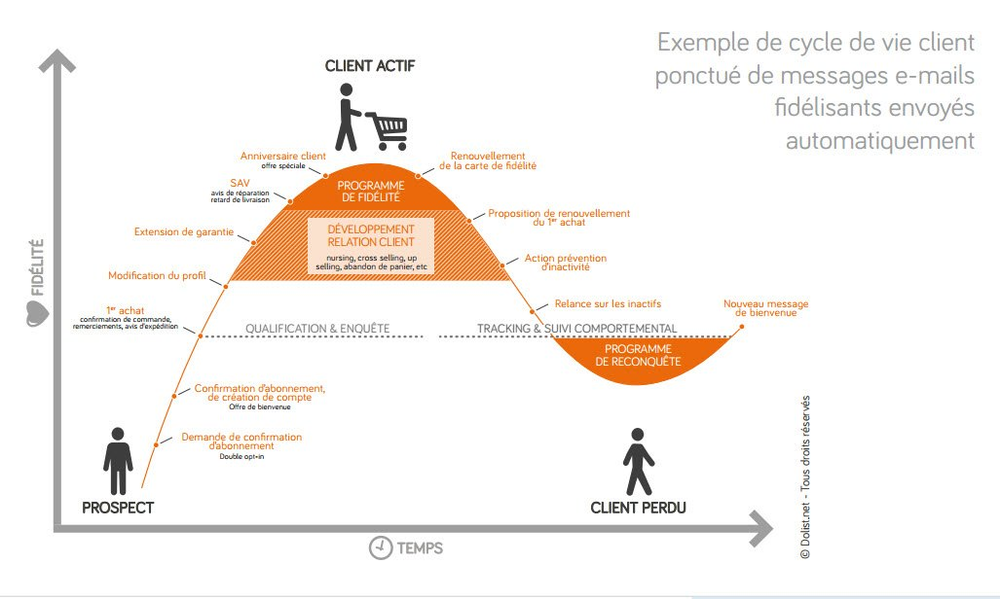 Exemple de cycle de vie client
ponctué de messages e-mails
fidélisants envoyés
automatiquement
CLIENT ACTIF
Anniversaire client
offre spéciale
Renouvellement
de la carte de fidélité
SAV
avis de réparation
retard de livraison
PROGRAMME
DE FIDÉLITÉ
Proposition de renouvellement
du 1er achat
Extension de garantie
DÉVELOPPEMENT
RELATION CLIENT
nursing, cross selling, up
selling, abandon de panier, etc
Action prévention
d'inactivité
Modification du profil
Relance sur les inactifs
Nouveau message
de bienvenue
1er achat
confirmation de commande,
remerciements, avis d'expédition
QUALIFICATION & ENQUÊTE
TRACKING & SUIVI COMPORTEMENTAL
PROGRAMME
DE RECONQUÊTE
Confirmation d'abonnement,
de création de compte
Offre de bienvenue
Demande de confirmation
d'abonnement
Double opt-in
PROSPECT
CLIENT PERDU
FIDÉLITÉ
TEMPS
© Dolist.net - Tous droits réservés